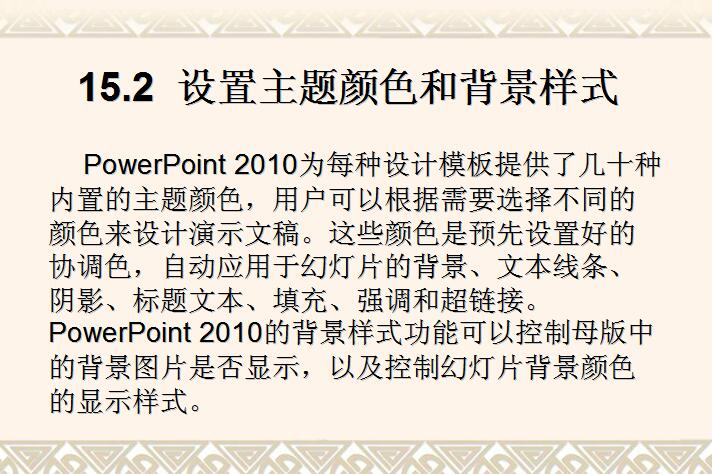 15.2 设置主题颜色和背景样式
PowerPoint 2010为每种设计模板提供了几十种
内置的主题颜色，用户可以根据需要选择不同的
颜色来设计演示文稿。这些颜色是预先设置好的
协调色，自动应用于幻灯片的背景、文本线条、
阴影、标题文本、填充、强调和超链接。
PowerPoint 2010的背景样式功能可以控制母版中
的背景图片是否显示，以及控制幻灯片背景颜色
的显示样式。